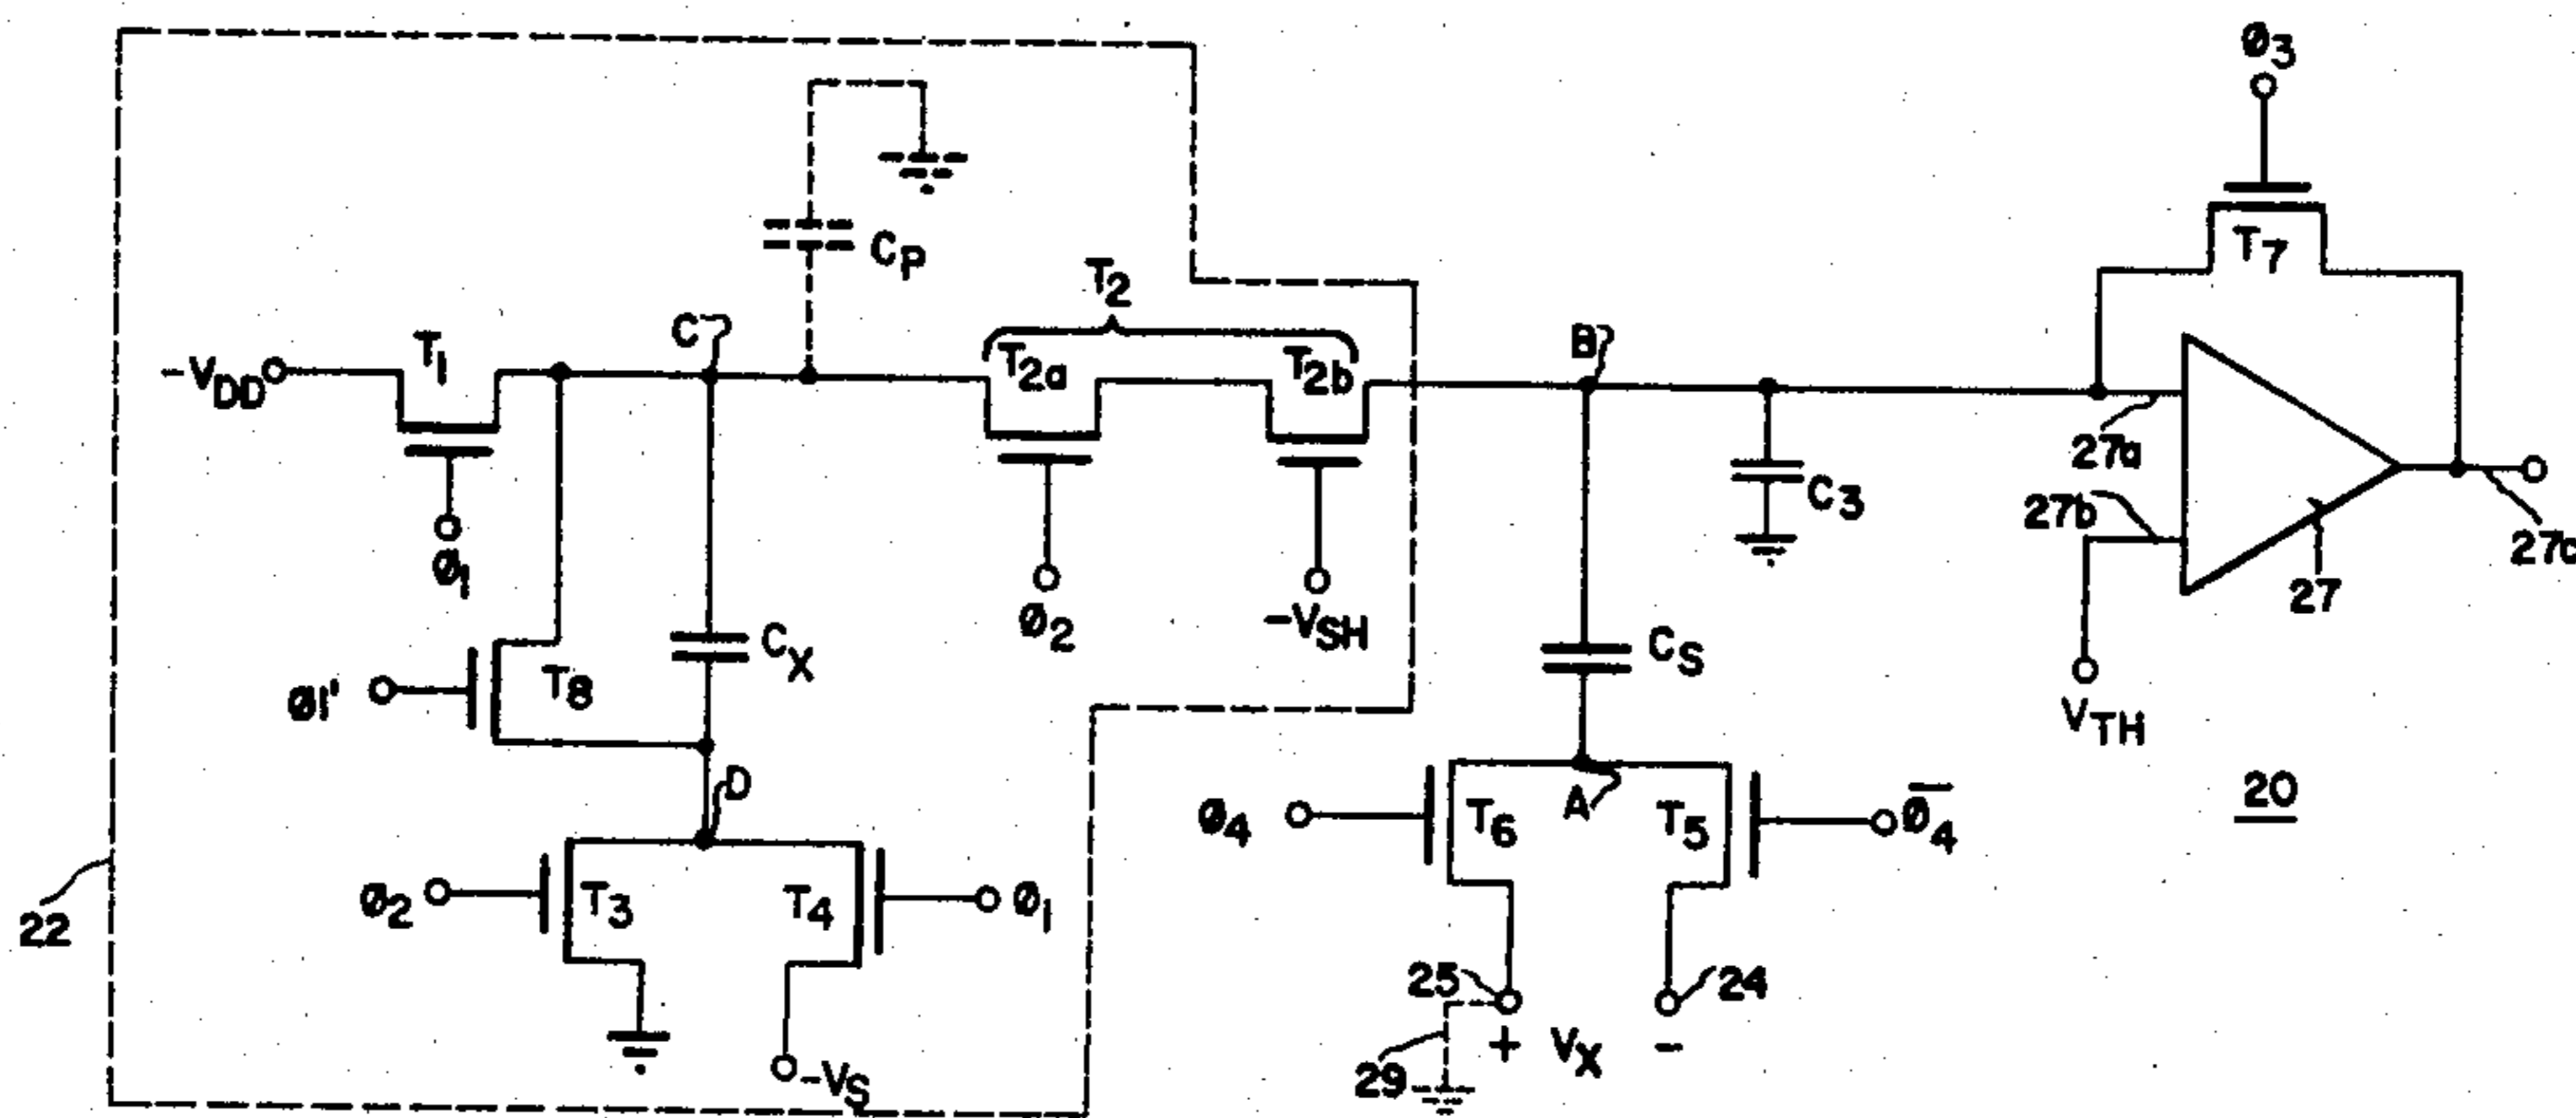 Ø3
CP
T7
T2
T1
C
T2a
T2b
B
-VDD
27a
C3
27b
27c
Ø1
27
Ø2
-VSH
CX
CS
Ø1'
T8
VTH
D
A
20
Ø4
T6
T5
Ø4
Ø2
T3
T4
Ø1
22
25
24
+ VX -
-VS
29